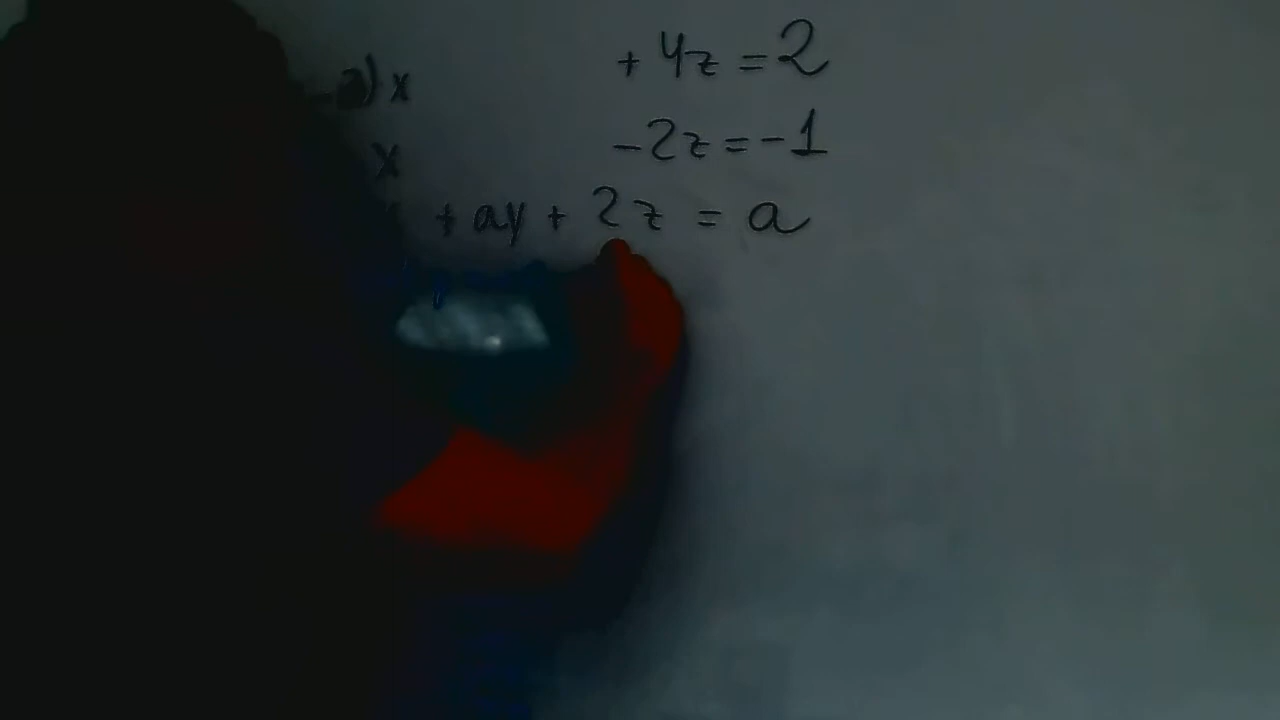 a) x + 4z = 2
x - 2z = -1
+ ay + 2z = a